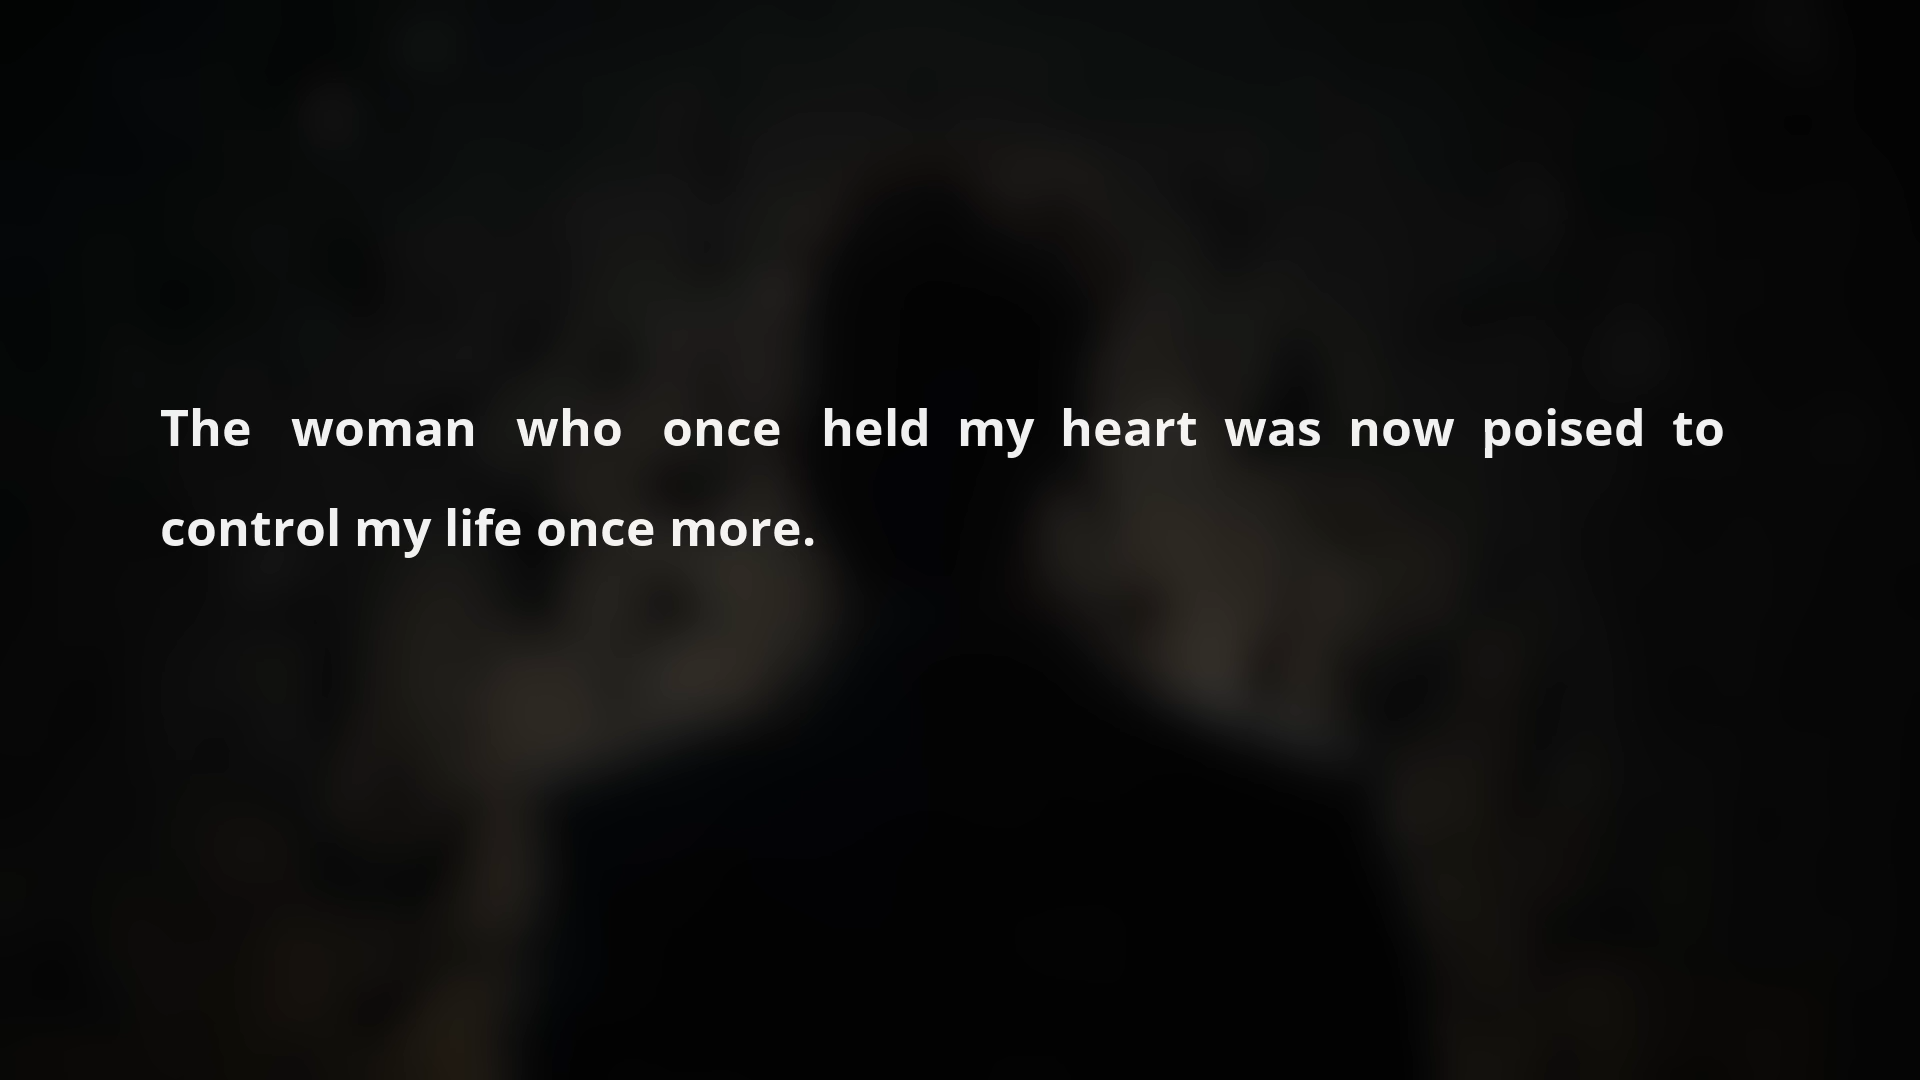 The woman who once held my heart was now poised to
control my life once more.